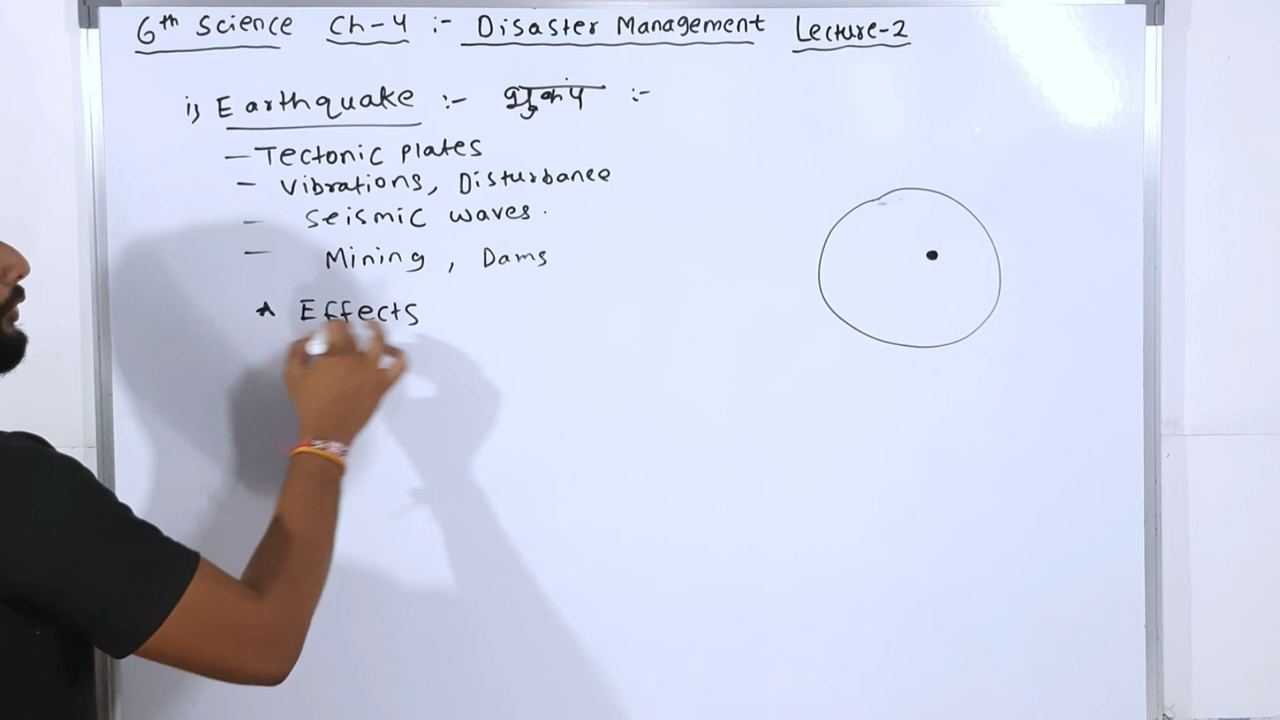 6th Science Ch-4 :- Disaster Management Lecture-2
i) Earthquake :- भूकंप :-
- Tectonic plates
- Vibrations, Disturbance
- Seismic waves.
- Mining, Dams
* Effects